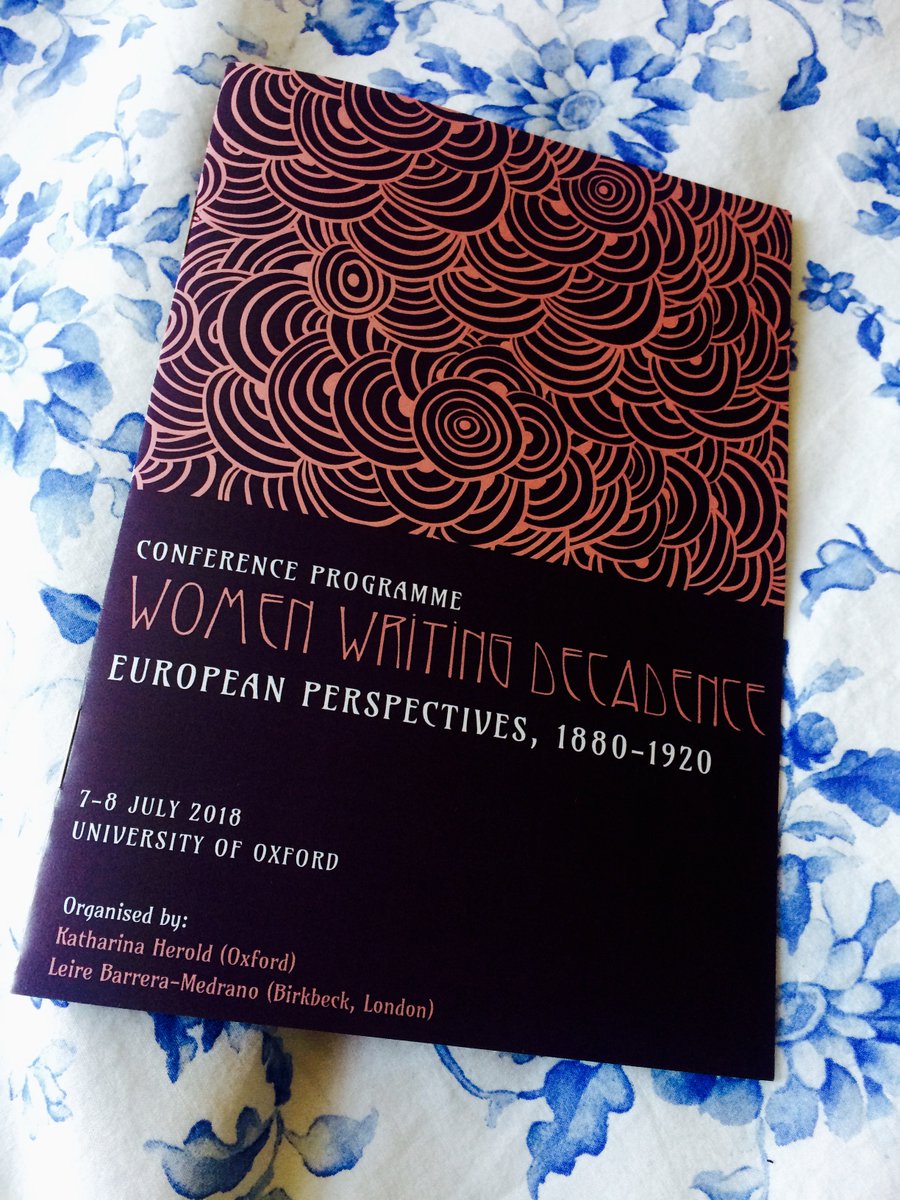 CONFERENCE PROGRAMME
WOMEN WRITING DECADENCE
EUROPEAN PERSPECTIVES, 1880–1920
7–8 JULY 2018
UNIVERSITY OF OXFORD
Organised by:
Katharina Herold (Oxford)
Leire Barrera-Medrano (Birkbeck, London)